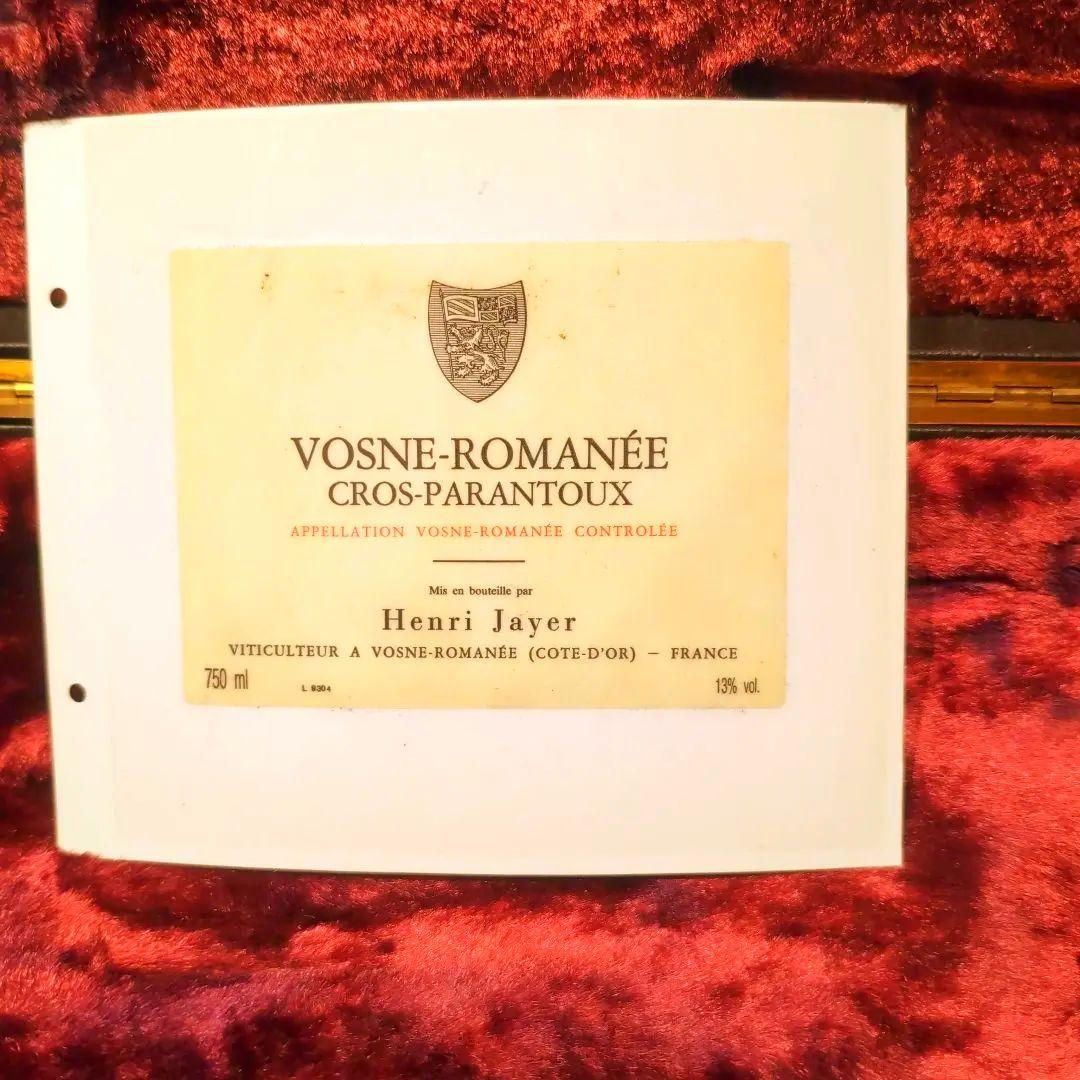 VOSNE-ROMANÉE
CROS-PARANTOUX
APPELLATION VOSNE-ROMANÉE CONTROLÉE
Mis en bouteille par
Henri Jayer
VITICULTEUR A VOSNE-ROMANÉE (COTE-D'OR) — FRANCE
750 ml L 9304 13% vol.